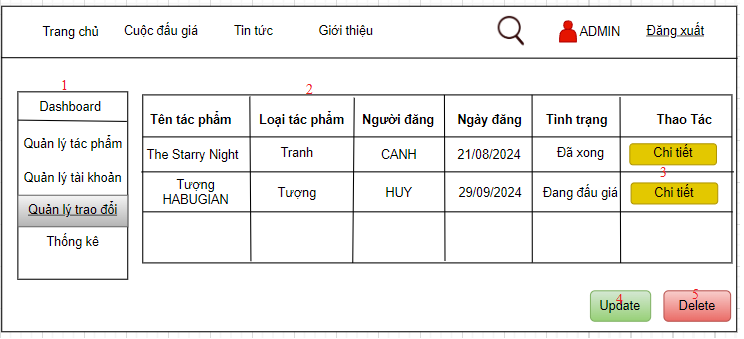 Trang chủ Cuộc đấu giá Tin tức Giới thiệu ADMIN Đăng xuất
1
2
Dashboard
Quản lý tác phẩm
Quản lý tài khoản
Quản lý trao đổi
Thống kê
Tên tác phẩm Loại tác phẩm Người đăng Ngày đăng Tình trạng Thao Tác
The Starry Night Tranh CANH 21/08/2024 Đã xong Chi tiết
3
Tượng HABUGIAN Tượng HUY 29/09/2024 Đang đấu giá Chi tiết
4
5
Update Delete